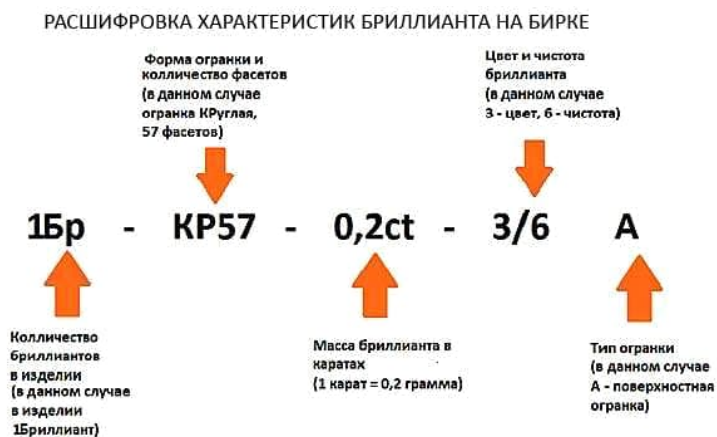 РАСШИФРОВКА ХАРАКТЕРИСТИК БРИЛЛИАНТА НА БИРКЕ
Форма огранки и
колличество фасетов
(в данном случае
огранка КРуглая,
57 фасетов)
Цвет и чистота
бриллианта
(в данном случае
3 - цвет, 6 - чистота)
1Бр - КР57 - 0,2ct - 3/6 А
Колличество
бриллиантов
в изделии
(в данном случае
в изделии
1Бриллиант)
Масса бриллианта в
каратах
(1 карат = 0,2 грамма)
Тип огранки
(в данном случае
А - поверхностная
огранка)